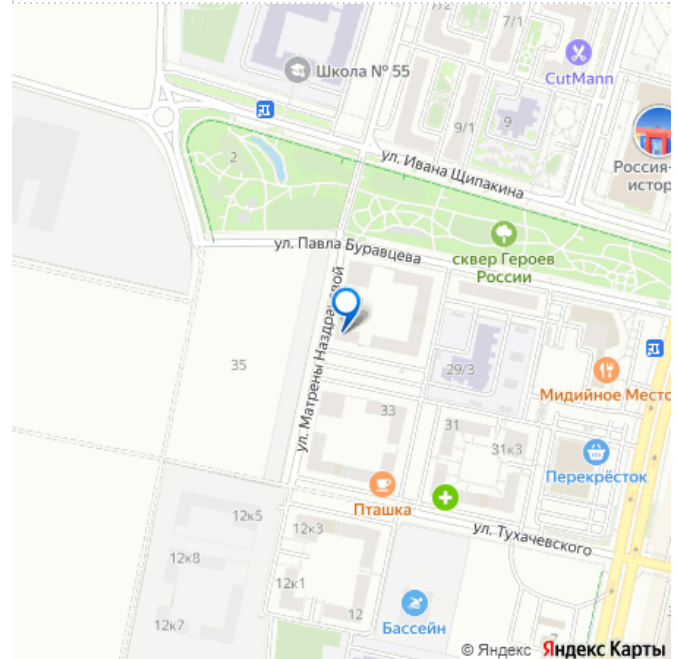 7/1
7/1
Школа № 55
CutMann
9/1
9
2
ул. Ивана Щипакина
Россия-
истор
ул. Павла Буравцева
сквер Героев
России
ул. Матрены Наздрачевой
35
29/3
Мидийное Место
33
31
31к3
Перекрёсток
Пташка
ул. Тухачевского
12к5
12к3
12к8
12к1
12
12к7
Бассейн
7
© Яндекс Яндекс Карты